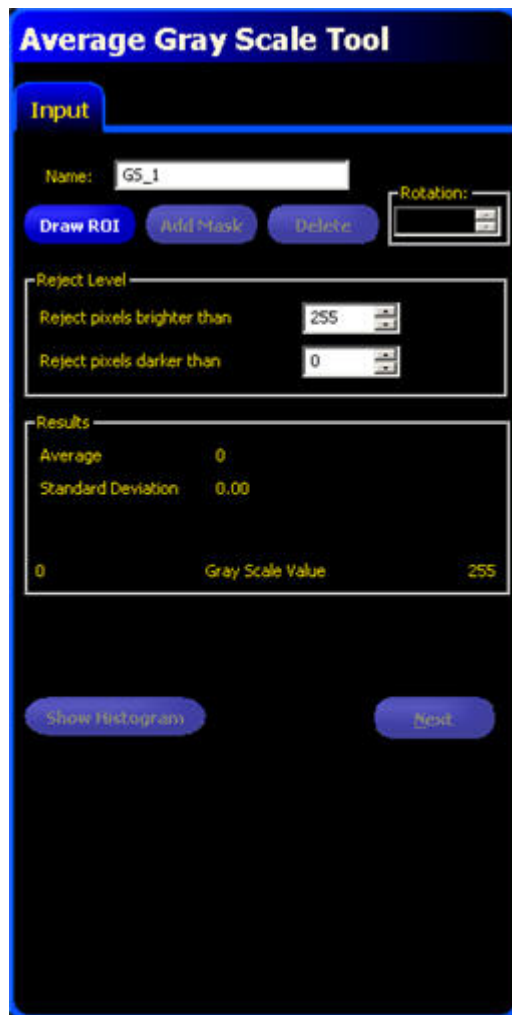 Average Gray Scale Tool
Input
Name: GS_1
Rotation:
Draw ROI Add Mask Delete
Reject Level
Reject pixels brighter than 255
Reject pixels darker than 0
Results
Average 0
Standard Deviation 0.00
0 Gray Scale Value 255
Show Histogram Next